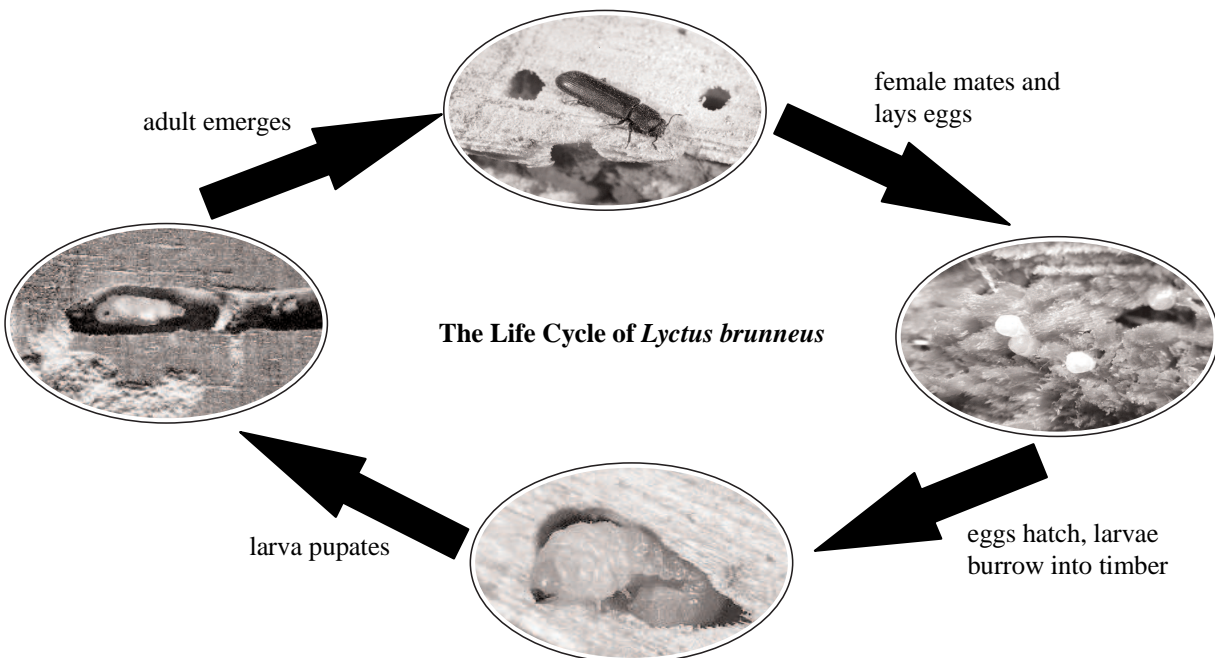 adult emerges
female mates and
lays eggs
The Life Cycle of Lyctus brunneus
larva pupates
eggs hatch, larvae
burrow into timber